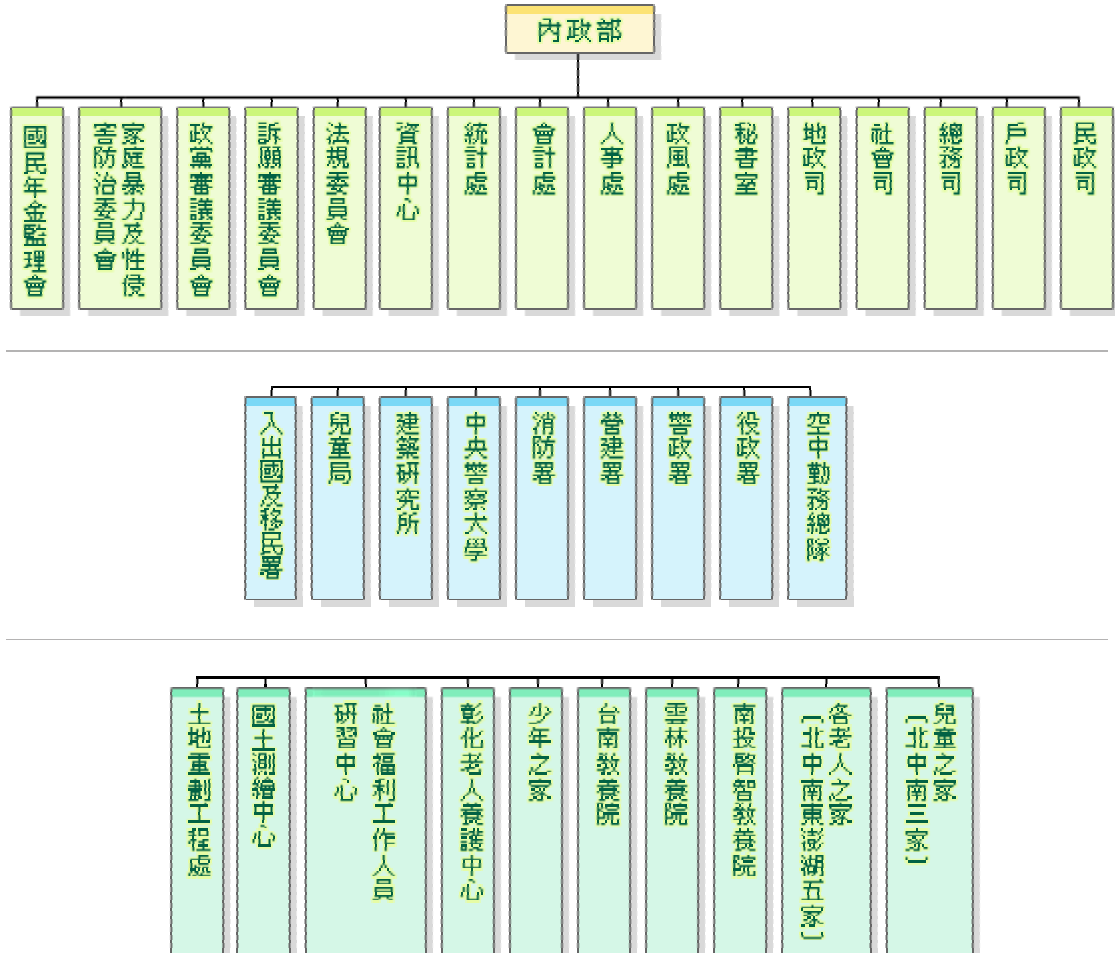 內政部
國民年金監理會
家庭暴力及性侵
害防治委員會
政黨審議委員會
訴願審議委員會
法規委員會
資訊中心
統計處
會計處
人事處
政風處
秘書室
地政司
社會司
總務司
戶政司
民政司
入出國及移民署
兒童局
建築研究所
中央警察大學
消防署
營建署
警政署
役政署
空中勤務總隊
土地重劃工程處
國土測繪中心
社會福利工作人員
研習中心
彰化老人養護中心
少年之家
台南教養院
雲林教養院
南投啓智教養院
各老人之家
〔北中南東澎湖五家〕
兒童之家
〔北中南三家〕